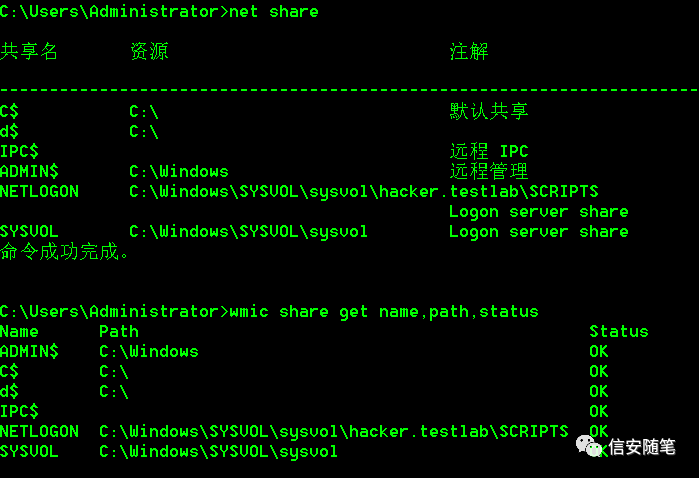 C:\Users\Administrator>net share
共享名 资源 注解
-------------------------------------------------------------------------------
C$ C:\ 默认共享
d$ C:\
IPC$ 远程 IPC
ADMIN$ C:\Windows 远程管理
NETLOGON C:\Windows\SYSVOL\sysvol\hacker.testlab\SCRIPTS
Logon server share
SYSVOL C:\Windows\SYSVOL\sysvol Logon server share
命令成功完成。
C:\Users\Administrator>wmic share get name,path,status
Name Path Status
ADMIN$ C:\Windows OK
C$ C:\ OK
d$ C:\ OK
IPC$ OK
NETLOGON C:\Windows\SYSVOL\sysvol\hacker.testlab\SCRIPTS OK
SYSVOL C:\Windows\SYSVOL\sysvol
信安随笔